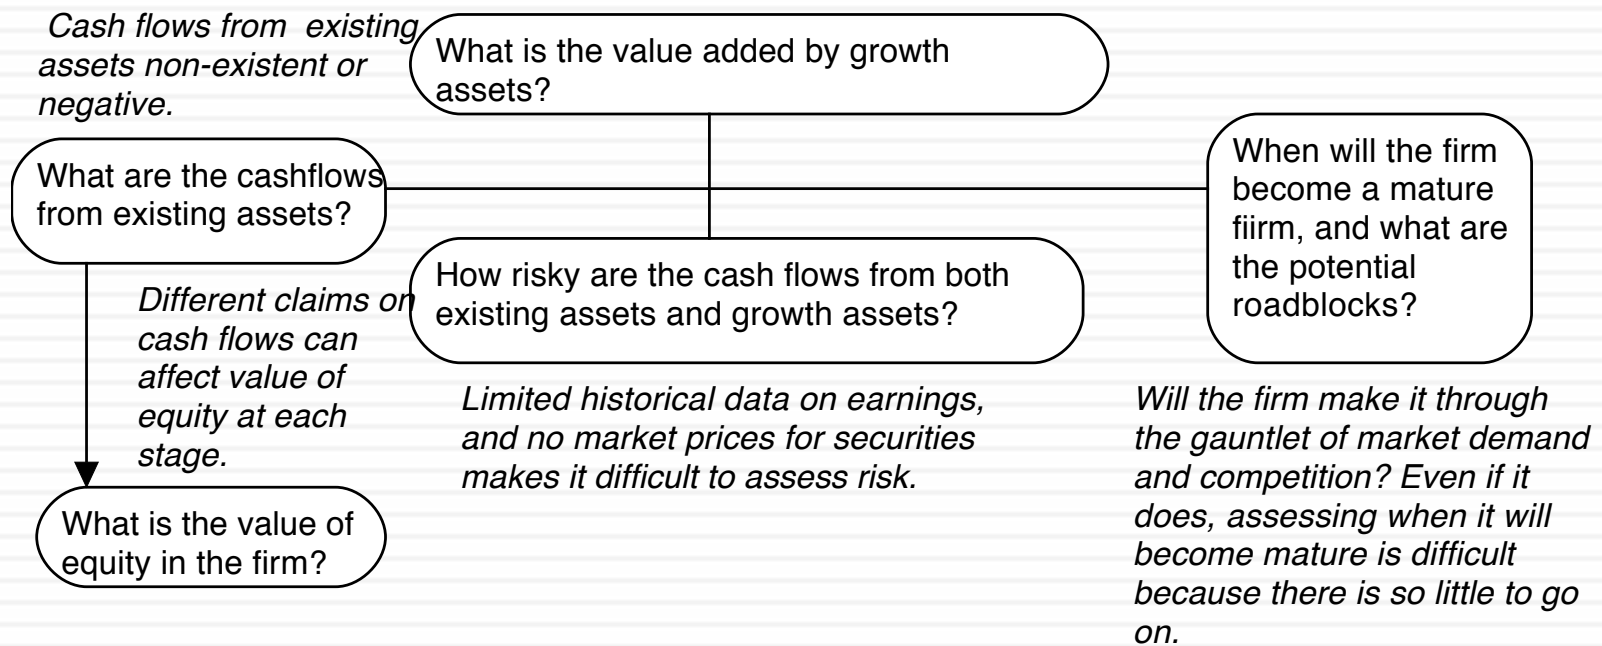 Cash flows from  existing
assets non-existent or
negative.
What is the value added by growth
assets?
What are the cashflows
from existing assets?
When will the firm
become a mature
fiirm, and what are
the potential
roadblocks?
How risky are the cash flows from both
existing assets and growth assets?
Different claims on
cash flows can
affect value of
equity at each
stage.
Limited historical data on earnings,
and no market prices for securities
makes it difficult to assess risk.
Will the firm make it through
the gauntlet of market demand
and competition? Even if it
does, assessing when it will
become mature is difficult
because there is so little to go
on.
What is the value of
equity in the firm?